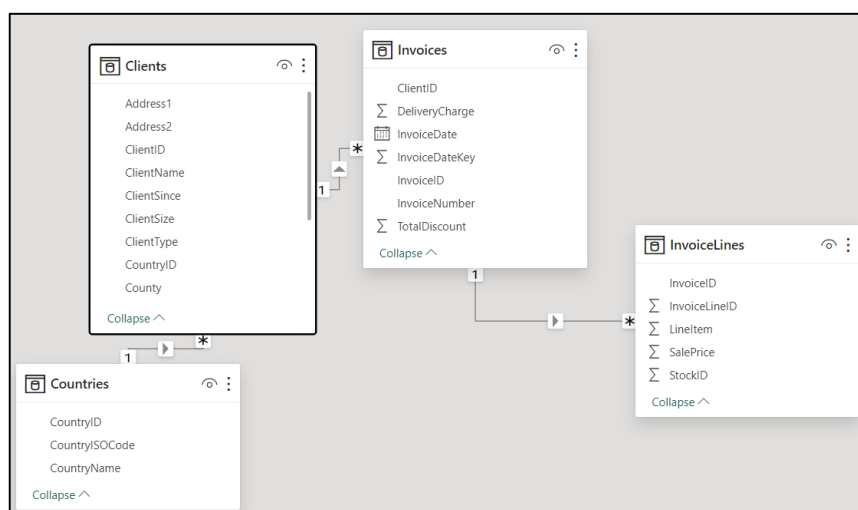 Clients
Address1
Address2
ClientID
ClientName
ClientSince
ClientSize
ClientType
CountryID
County
Collapse
1
*
Invoices
ClientID
DeliveryCharge
InvoiceDate
InvoiceDateKey
InvoiceID
InvoiceNumber
TotalDiscount
Collapse
1
*
InvoiceLines
InvoiceID
InvoiceLineID
LineItem
SalePrice
StockID
Collapse
1
*
Countries
CountryID
CountryISOCode
CountryName
Collapse